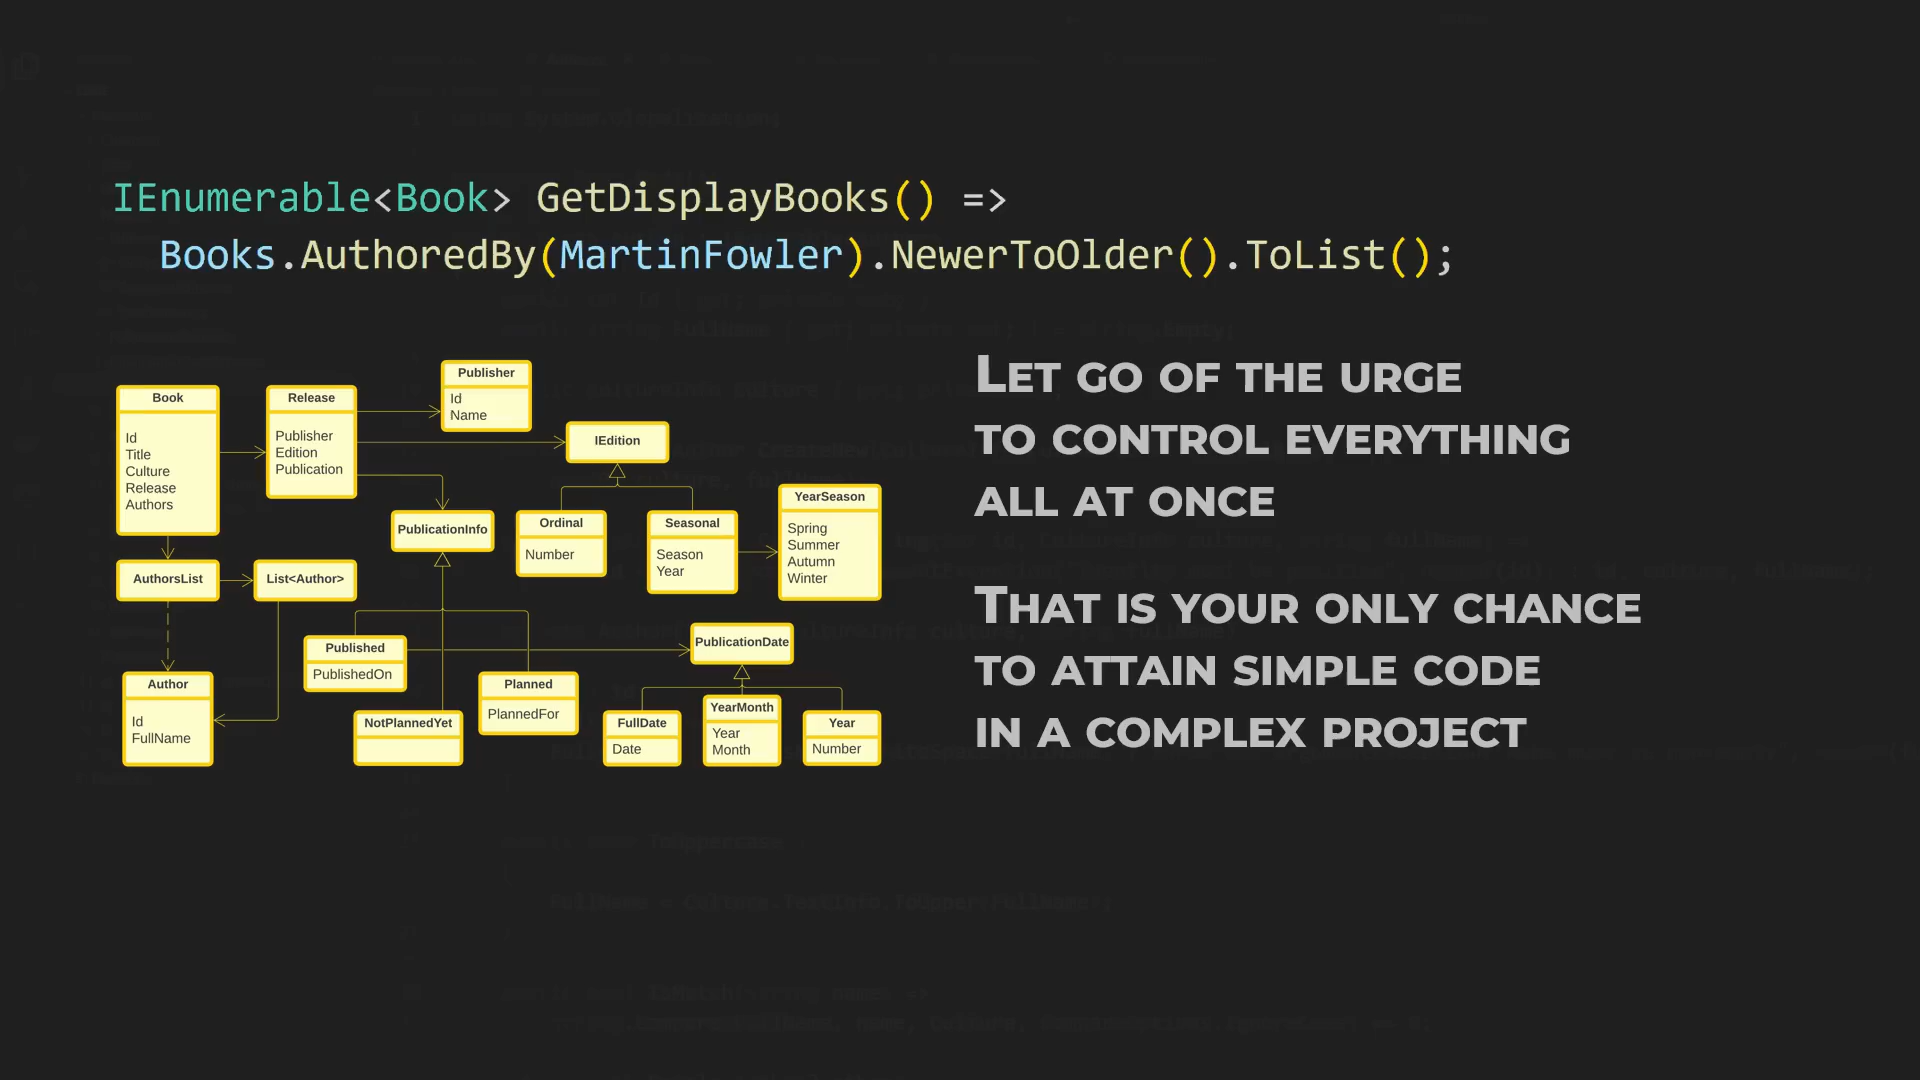 IEnumerable<Book> GetDisplayBooks() =>
Books.AuthoredBy(MartinFowler).NewerToOlder().ToList();
Book
Id
Title
Culture
Release
Authors
Release
Publisher
Edition
Publication
Publisher
Id
Name
IEdition
PublicationInfo
Ordinal
Number
Seasonal
Season
Year
YearSeason
Spring
Summer
Autumn
Winter
AuthorsList
List<Author>
Published
PublishedOn
PublicationDate
Author
Id
FullName
Planned
PlannedFor
NotPlannedYet
FullDate
Date
YearMonth
Year
Month
Year
Number
LET GO OF THE URGE
TO CONTROL EVERYTHING
ALL AT ONCE
THAT IS YOUR ONLY CHANCE
TO ATTAIN SIMPLE CODE
IN A COMPLEX PROJECT